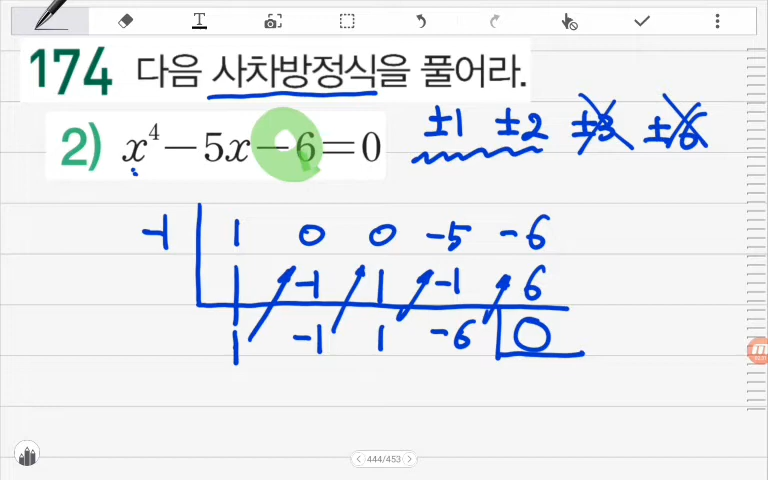 T
174 다음 사차방정식을 풀어라.
±1 ±2 ±3 ±6
2) x⁴-5x-6=0
-1 1 0 0 -5 -6
-1 1 -1 6
1 -1 1 -6 0
444/453